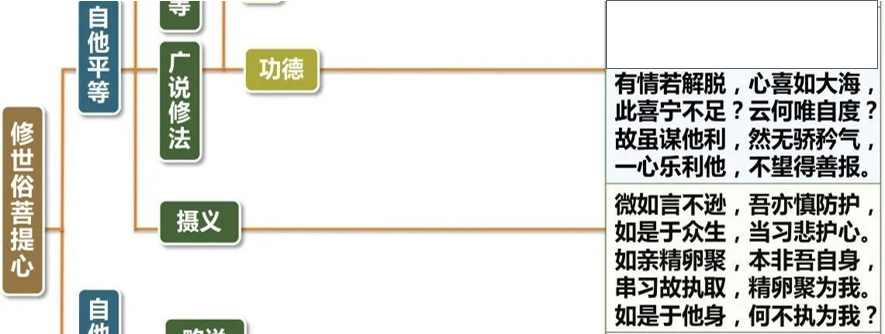 等
自他平等
广说修法
功德
有情若解脱，心喜如大海，
此喜宁不足？云何唯自度？
故虽谋他利，然无骄矜气，
一心乐利他，不望得善报。
修世俗菩提心
摄义
微如言不逊，吾亦慎防护，
如是于众生，当习悲护心。
如亲精卵聚，本非吾自身，
串习故执取，精卵聚为我。
如是于他身，何不执为我？
自他